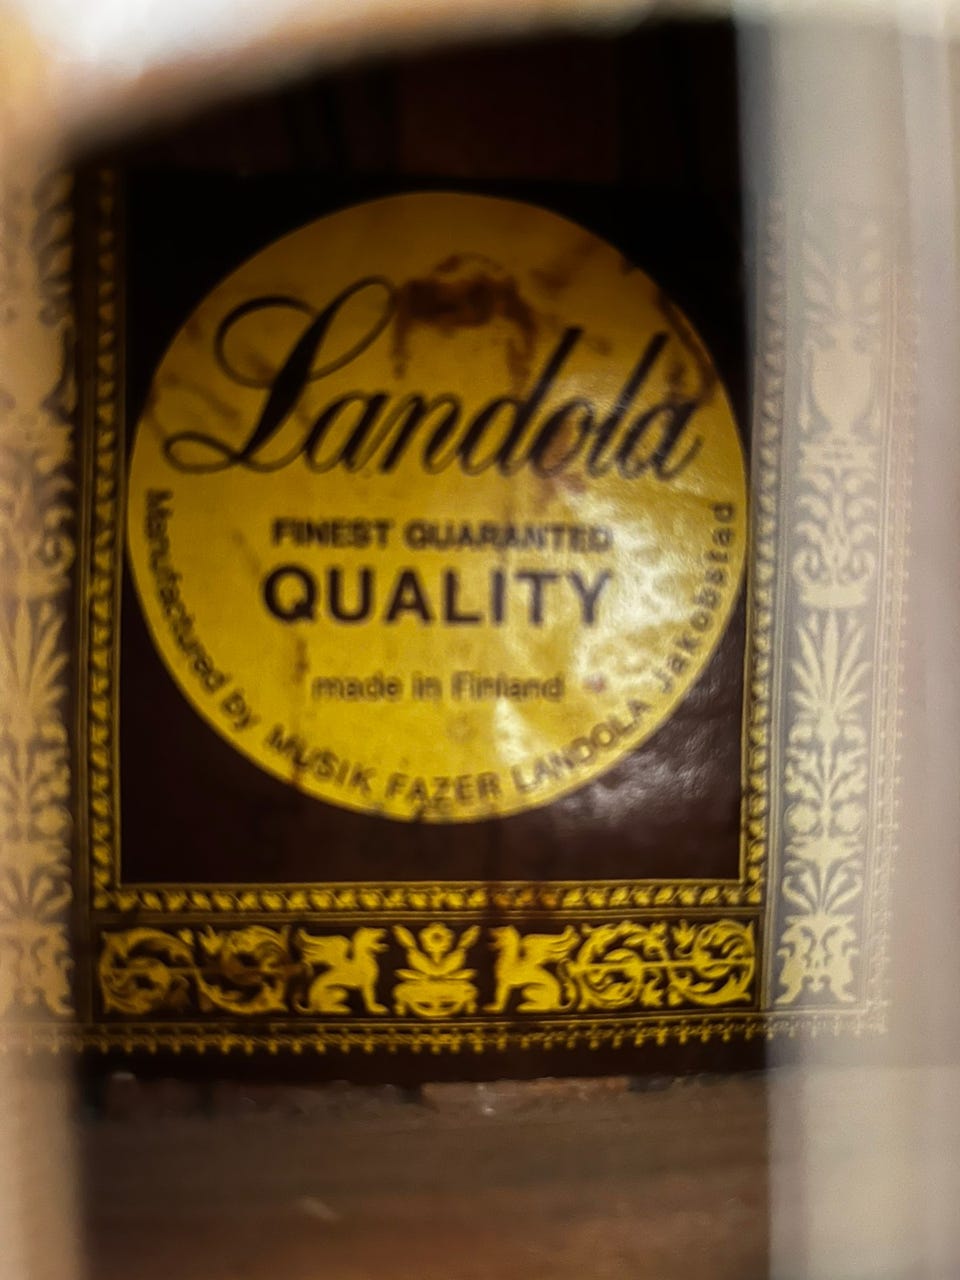 Landola
FINEST GUARANTED
QUALITY
made in Finland
Manufactured by MUSIK FAZER LANDOLA Jakobstad